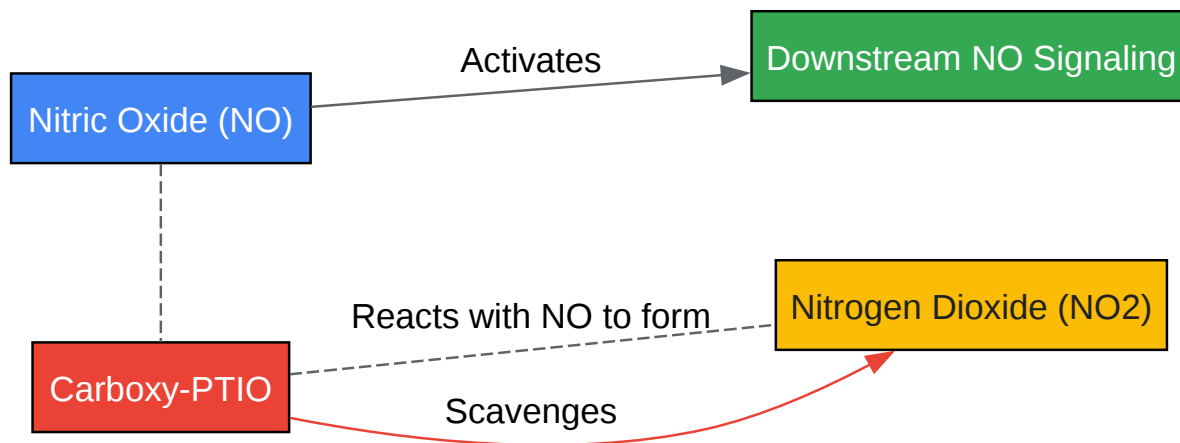 Activates
Downstream NO Signaling
Nitric Oxide (NO)
Reacts with NO to form
Nitrogen Dioxide (NO2)
Carboxy-PTIO
Scavenges